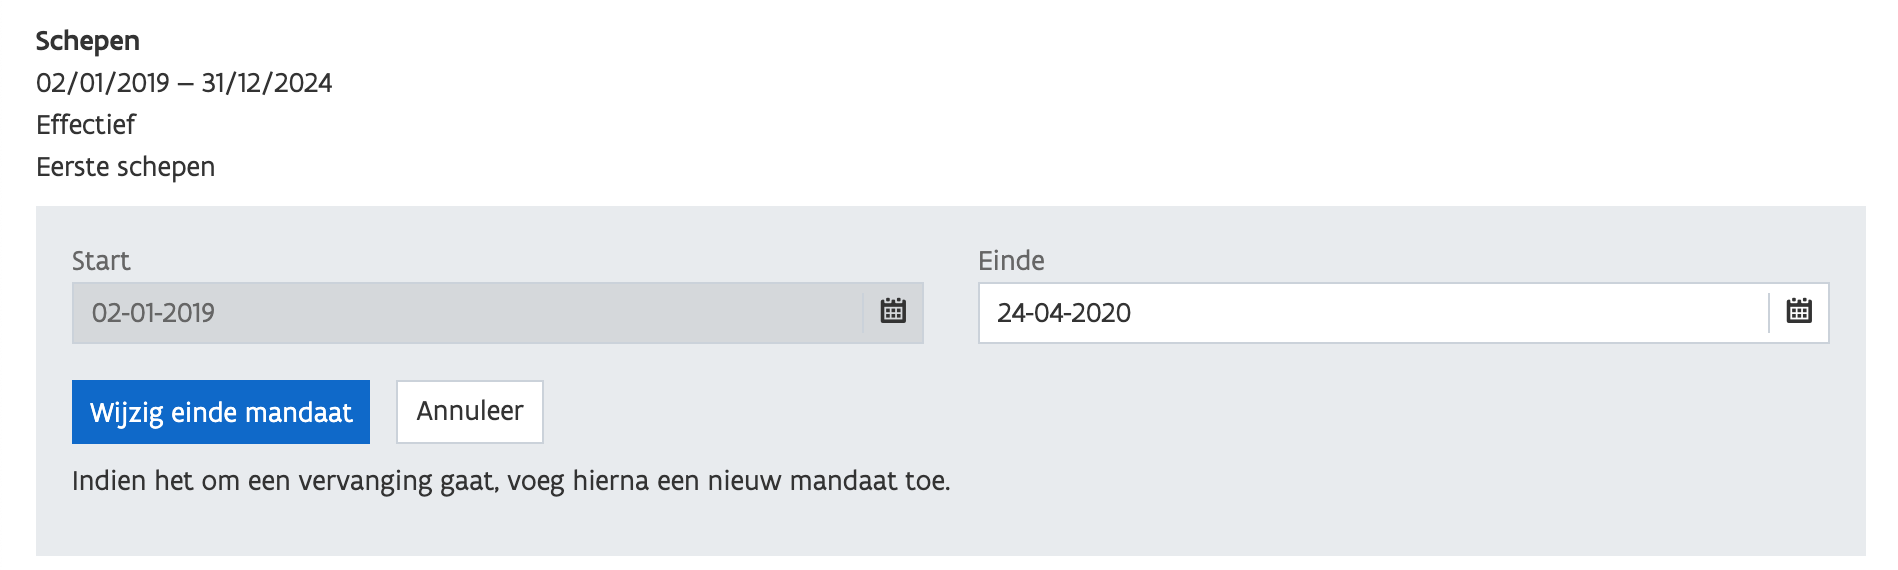 Schepen
02/01/2019 – 31/12/2024
Effectief
Eerste schepen
Start
Einde
02-01-2019
24-04-2020
Wijzig einde mandaat
Annuleer
Indien het om een vervanging gaat, voeg hierna een nieuw mandaat toe.